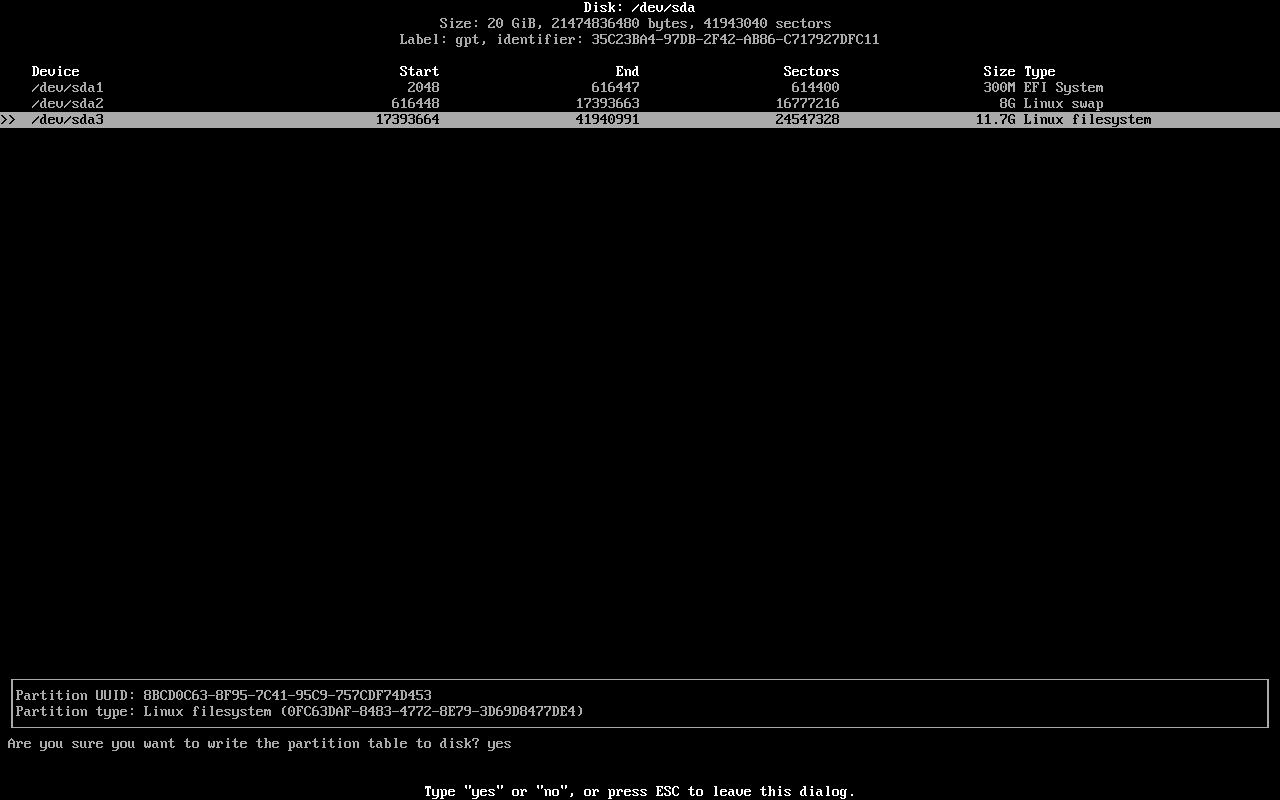 Disk: /dev/sda
Size: 20 GiB, 21474836480 bytes, 41943040 sectors
Label: gpt, identifier: 35C23BA4-97DB-2F42-AB86-C717927DFC11
Device Start End Sectors Size Type
/dev/sda1 2048 616447 614400 300M EFI System
/dev/sda2 616448 17393663 16777216 8G Linux swap
>> /dev/sda3 17393664 41940991 24547328 11.7G Linux filesystem
Partition UUID: 8BCD0C63-8F95-7C41-95C9-757CDF74D453
Partition type: Linux filesystem (0FC63DAF-8483-4772-8E79-3D69D8477DE4)
Are you sure you want to write the partition table to disk? yes
Type "yes" or "no", or press ESC to leave this dialog.